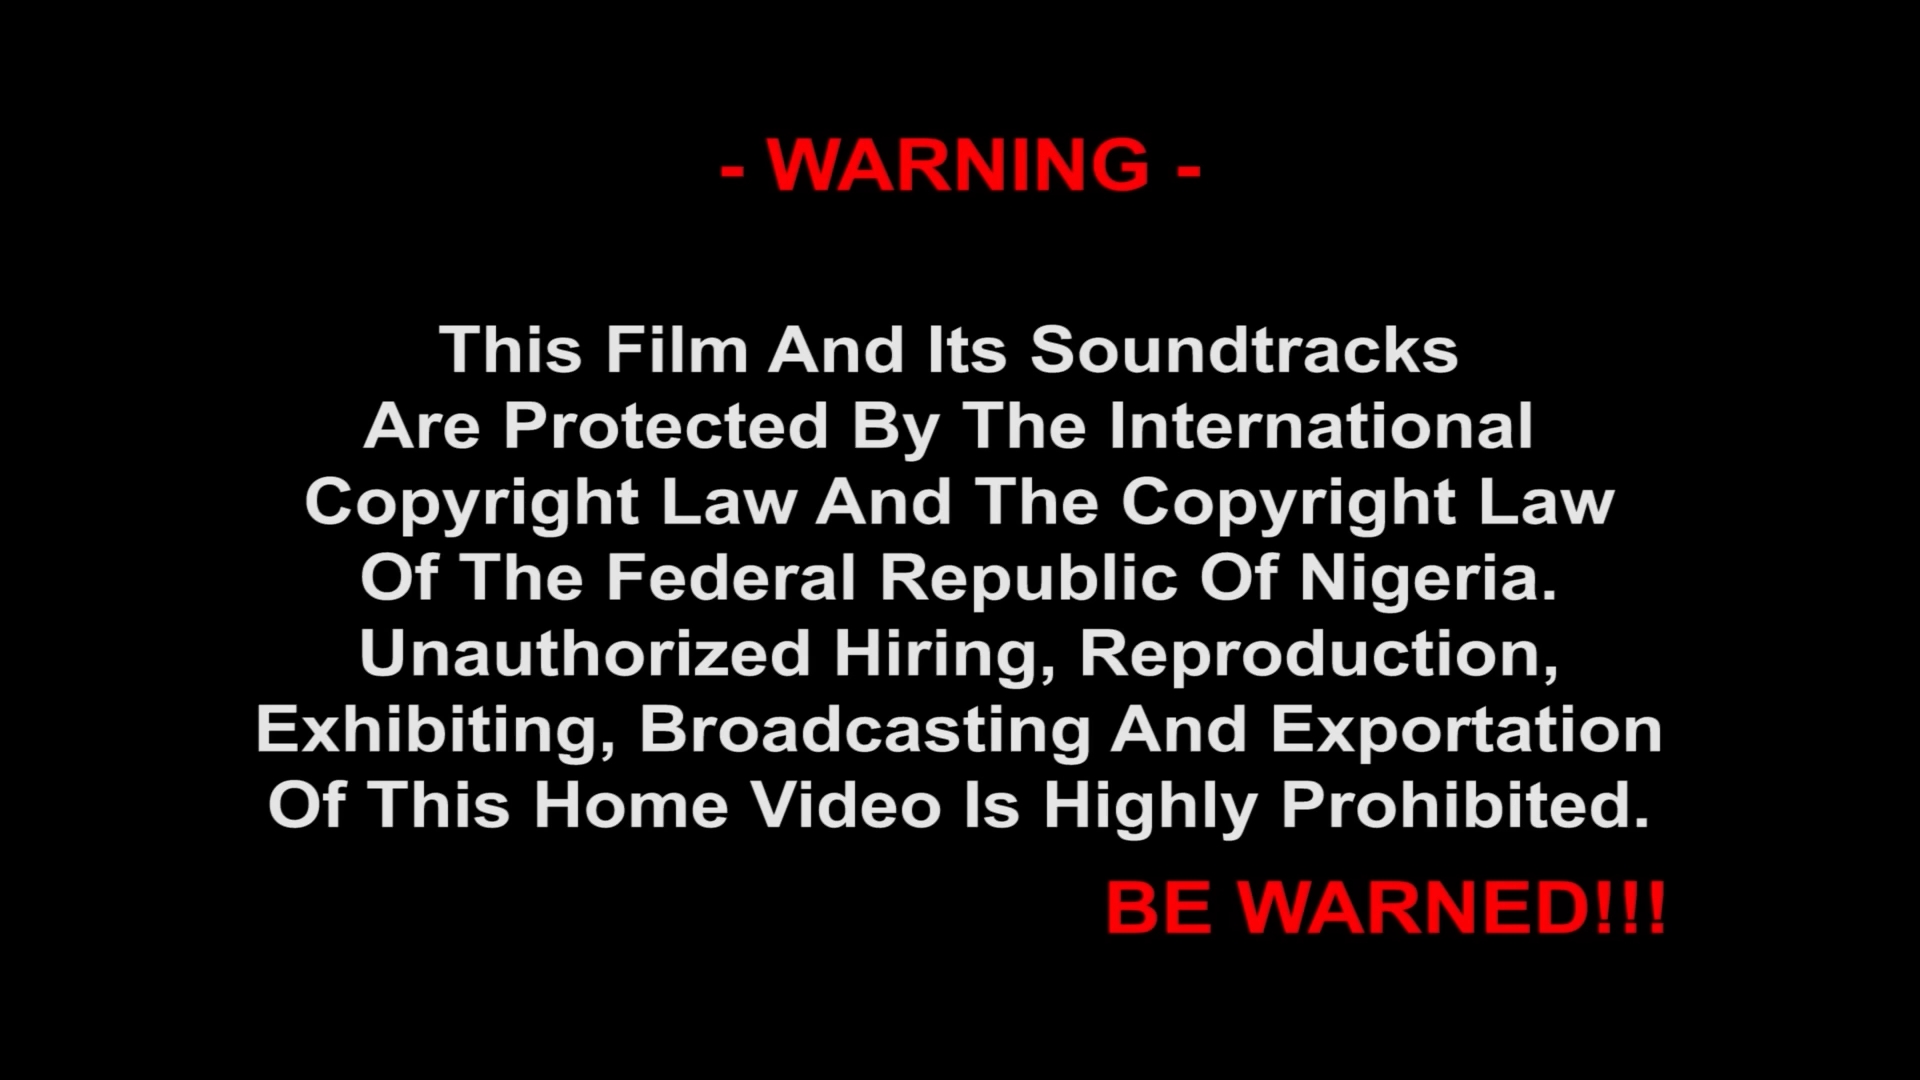 - WARNING -
This Film And Its Soundtracks
Are Protected By The International
Copyright Law And The Copyright Law
Of The Federal Republic Of Nigeria.
Unauthorized Hiring, Reproduction,
Exhibiting, Broadcasting And Exportation
Of This Home Video Is Highly Prohibited.
BE WARNED!!!